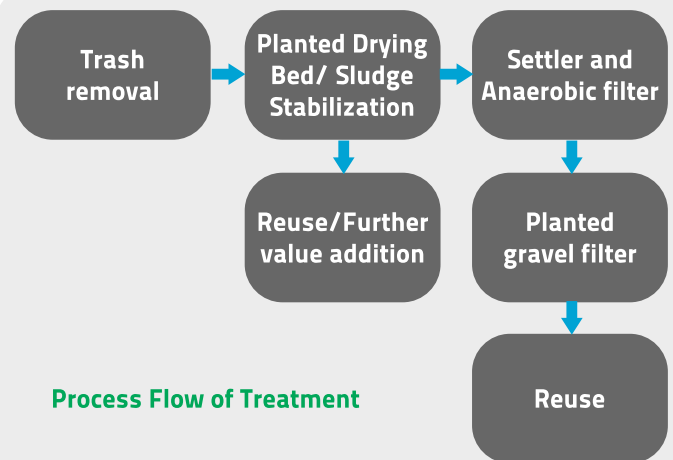 Trash
removal
Planted Drying
Bed/ Sludge
Stabilization
Settler and
Anaerobic filter
Reuse/Further
value addition
Planted
gravel filter
Reuse
Process Flow of Treatment